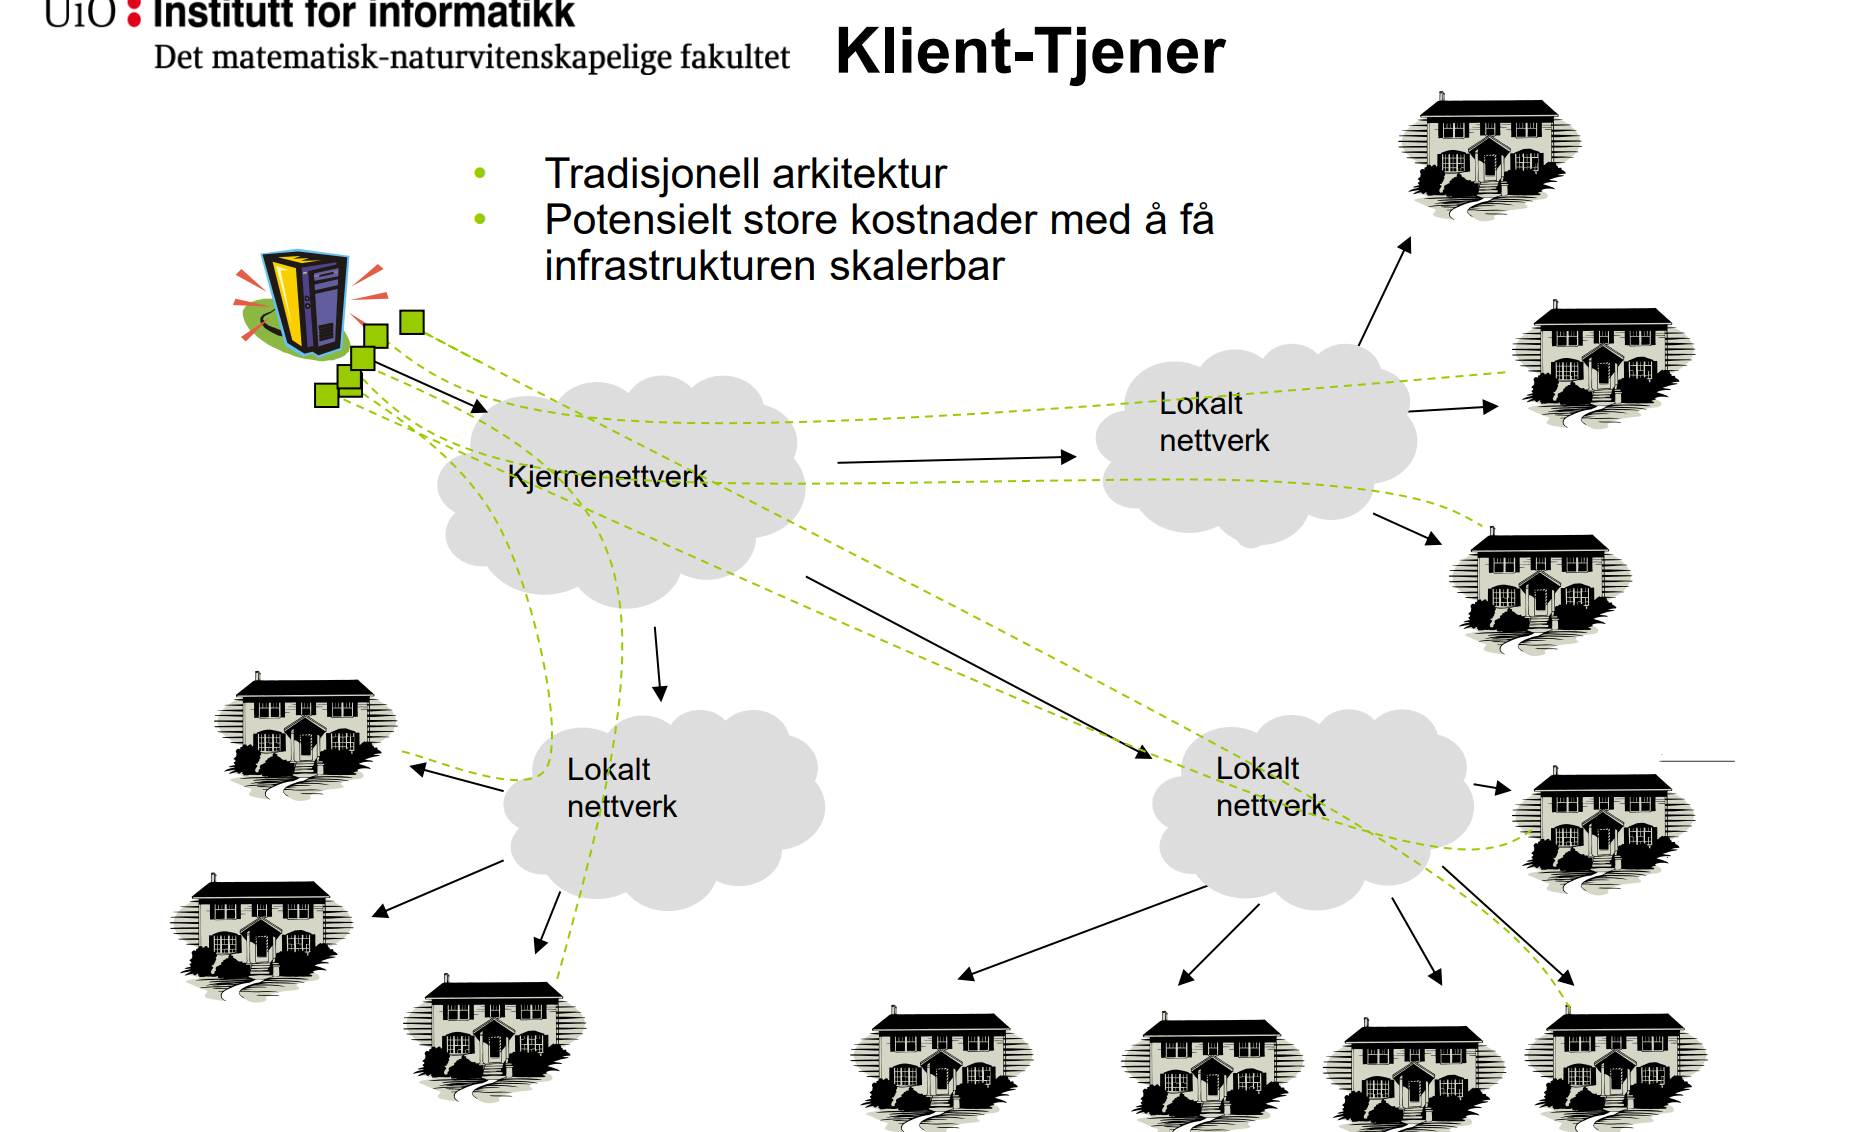 UiO : Institutt for informatikk
Det matematisk-naturvitenskapelige fakultet
Klient-Tjener
• Tradisjonell arkitektur
• Potensielt store kostnader med å få
infrastrukturen skalerbar
Lokalt
nettverk
Kjernenettverk
Lokalt
nettverk
Lokalt
nettverk